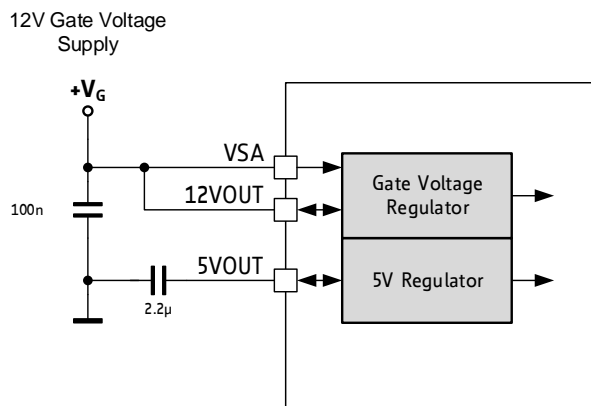 12V Gate Voltage
Supply
+VG
VSA
12VOUT
100n
5VOUT
2.2µ
Gate Voltage
Regulator
5V Regulator